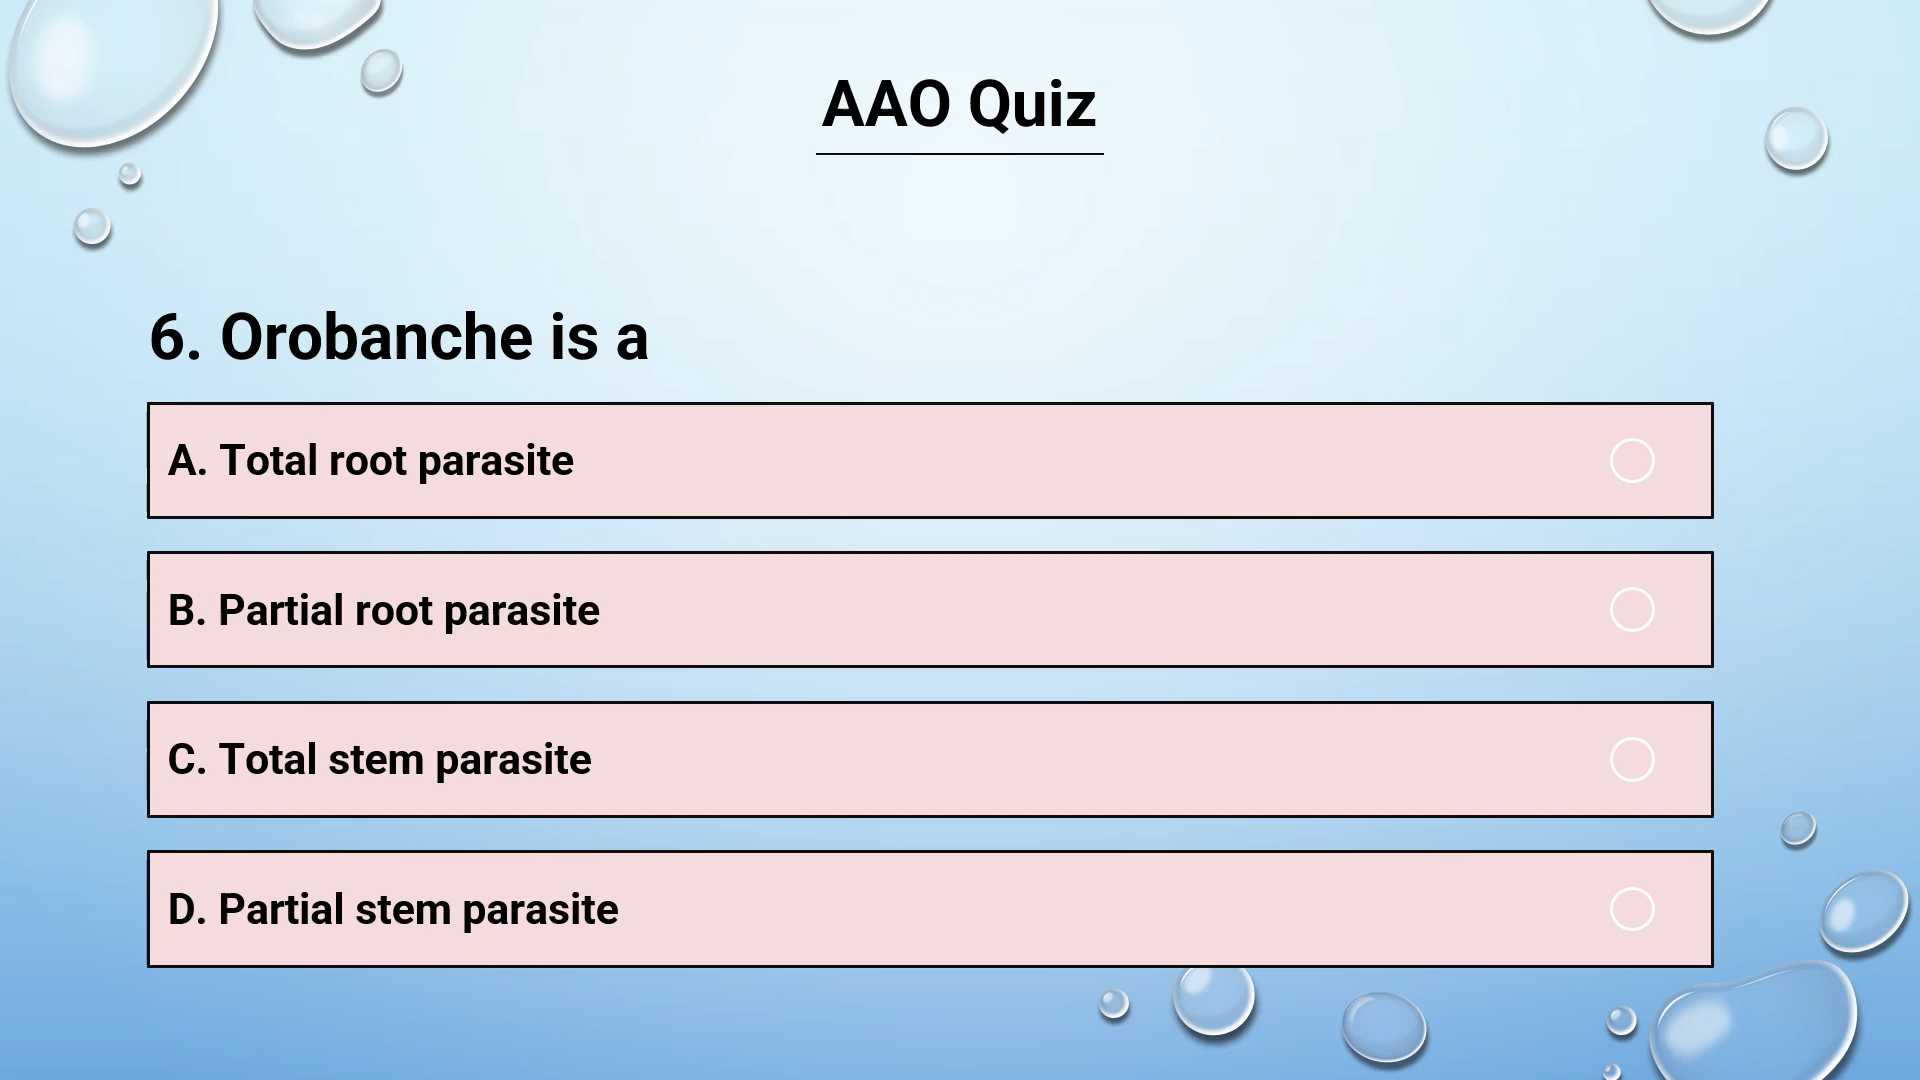 AAO Quiz
6. Orobanche is a
A. Total root parasite
B. Partial root parasite
C. Total stem parasite
D. Partial stem parasite